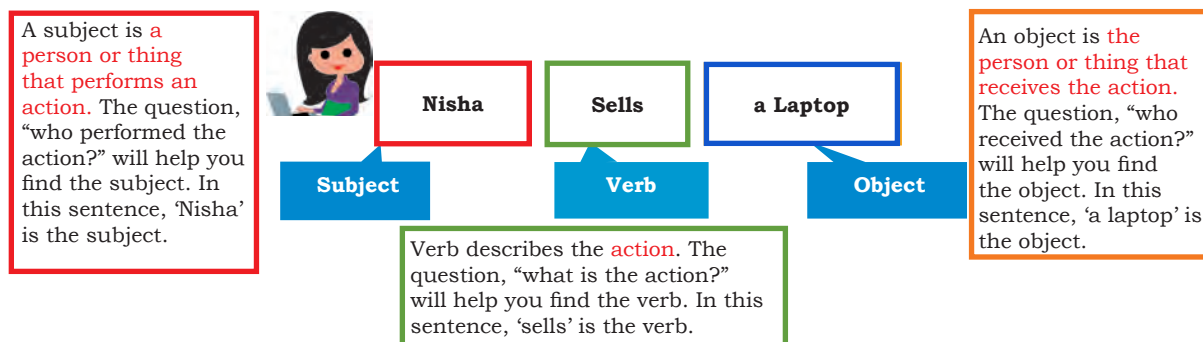 A subject is a
person or thing
that performs an
action. The question,
“who performed the
action?” will help you
find the subject. In
this sentence, ‘Nisha’
is the subject.
Nisha
Sells
a Laptop
Subject
Verb
Object
Verb describes the action. The
question, “what is the action?”
will help you find the verb. In this
sentence, ‘sells’ is the verb.
An object is the
person or thing that
receives the action.
The question, “who
received the action?”
will help you find
the object. In this
sentence, ‘a laptop’ is
the object.